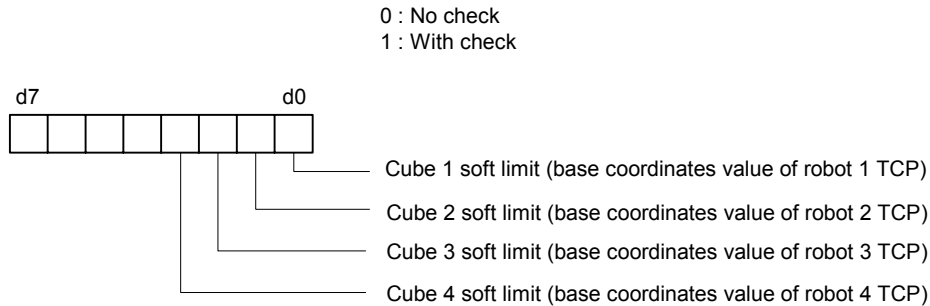 0 : No check
1 : With check
d7 d0
Cube 1 soft limit (base coordinates value of robot 1 TCP)
Cube 2 soft limit (base coordinates value of robot 2 TCP)
Cube 3 soft limit (base coordinates value of robot 3 TCP)
Cube 4 soft limit (base coordinates value of robot 4 TCP)